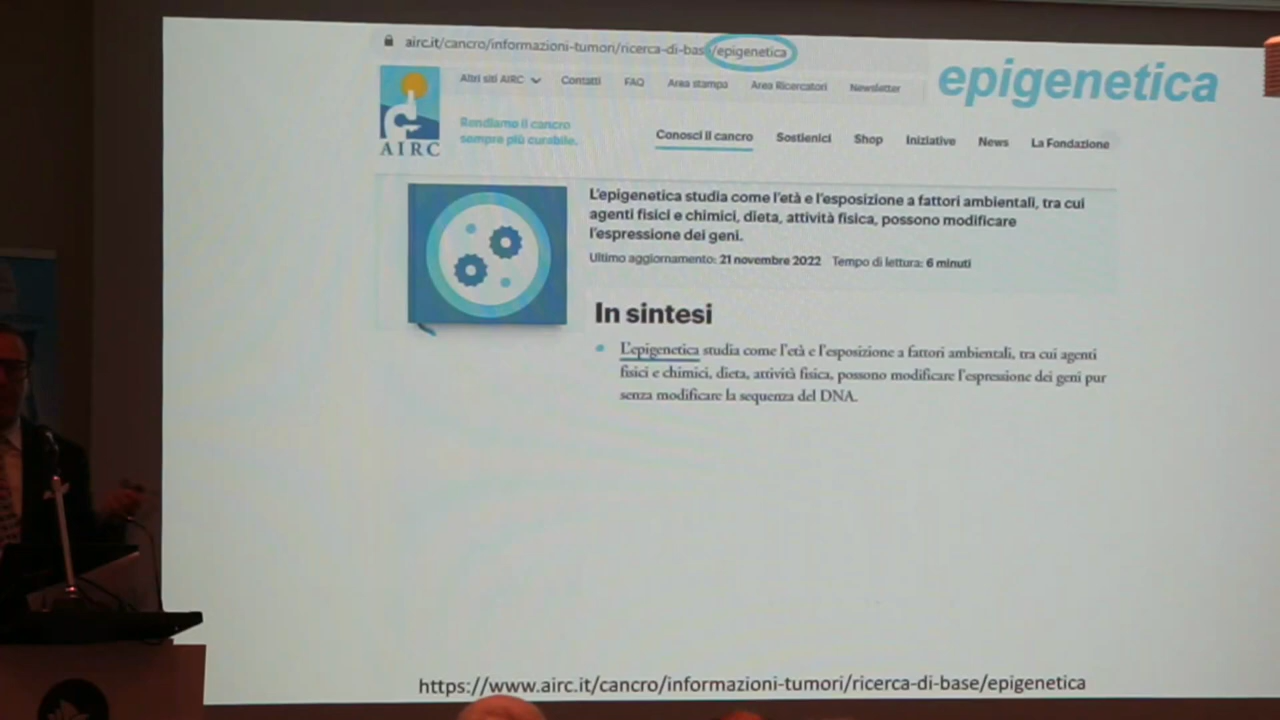 airc.it/cancro/informazioni-tumori/ricerca-di-base/epigenetica
epigenetica
Altri siti AIRC Contatti FAQ Area stampa Area Ricercatori Newsletter
AIRC
Rendiamo il cancro
sempre più curabile.
Conosci il cancro Sostienici Shop Iniziative News La Fondazione
L'epigenetica studia come l'età e l'esposizione a fattori ambientali, tra cui
agenti fisici e chimici, dieta, attività fisica, possono modificare
l'espressione dei geni.
Ultimo aggiornamento: 21 novembre 2022 Tempo di lettura: 6 minuti
In sintesi
L'epigenetica studia come l'età e l'esposizione a fattori ambientali, tra cui agenti
fisici e chimici, dieta, attività fisica, possono modificare l'espressione dei geni pur
senza modificare la sequenza del DNA.
https://www.airc.it/cancro/informazioni-tumori/ricerca-di-base/epigenetica